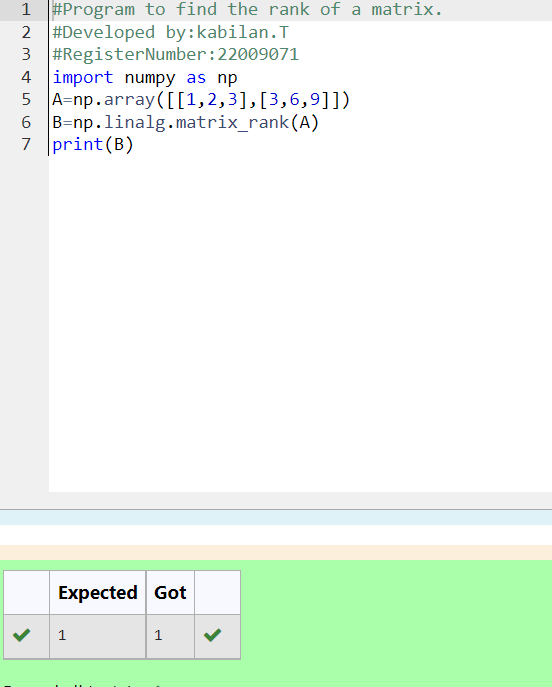 1 #Program to find the rank of a matrix.
2 #Developed by:kabilan.T
3 #RegisterNumber:22009071
4 import numpy as np
5 A=np.array([[1,2,3],[3,6,9]])
6 B=np.linalg.matrix_rank(A)
7 print(B)
Expected Got
1 1